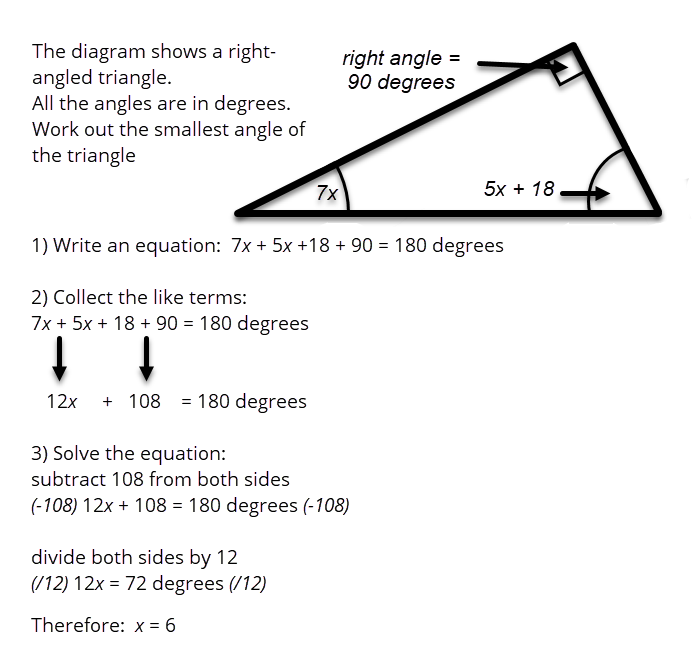 The diagram shows a right-
angled triangle.
All the angles are in degrees.
Work out the smallest angle of
the triangle
right angle =
90 degrees
7x
5x + 18
1) Write an equation:  7x + 5x +18 + 90 = 180 degrees
2) Collect the like terms:
7x + 5x + 18 + 90 = 180 degrees
12x + 108 = 180 degrees
3) Solve the equation:
subtract 108 from both sides
(-108) 12x + 108 = 180 degrees (-108)
divide both sides by 12
(/12) 12x = 72 degrees (/12)
Therefore:  x = 6